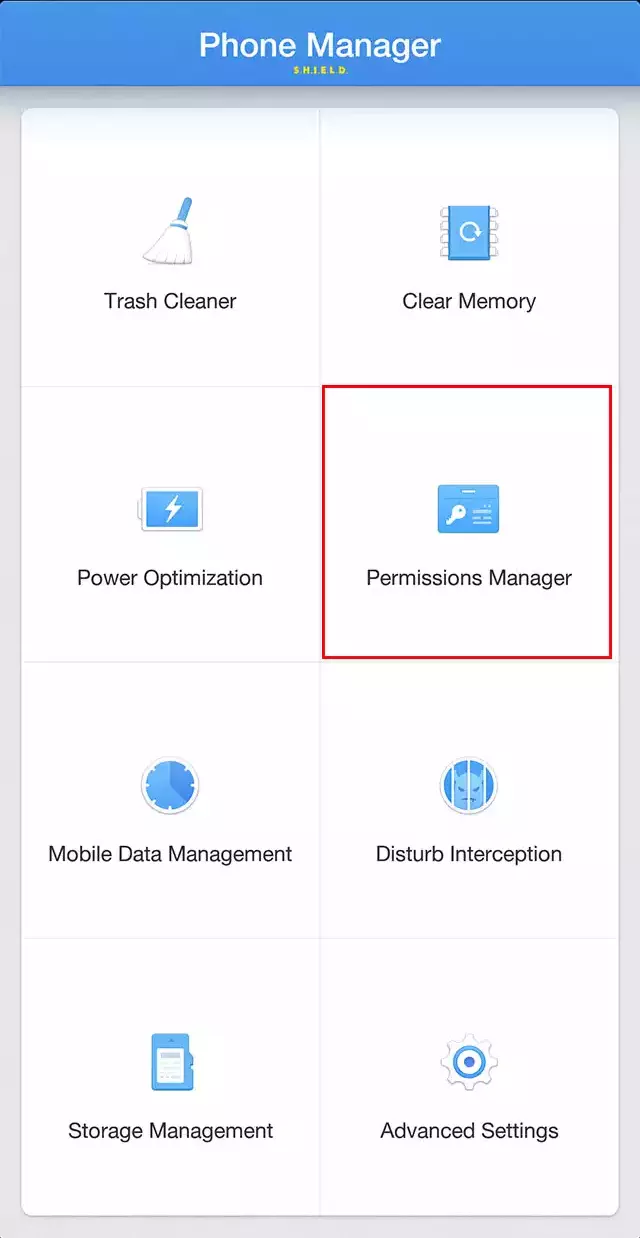 Phone Manager
S.H.I.E.L.D.
Trash Cleaner
Clear Memory
Power Optimization
Permissions Manager
Mobile Data Management
Disturb Interception
Storage Management
Advanced Settings